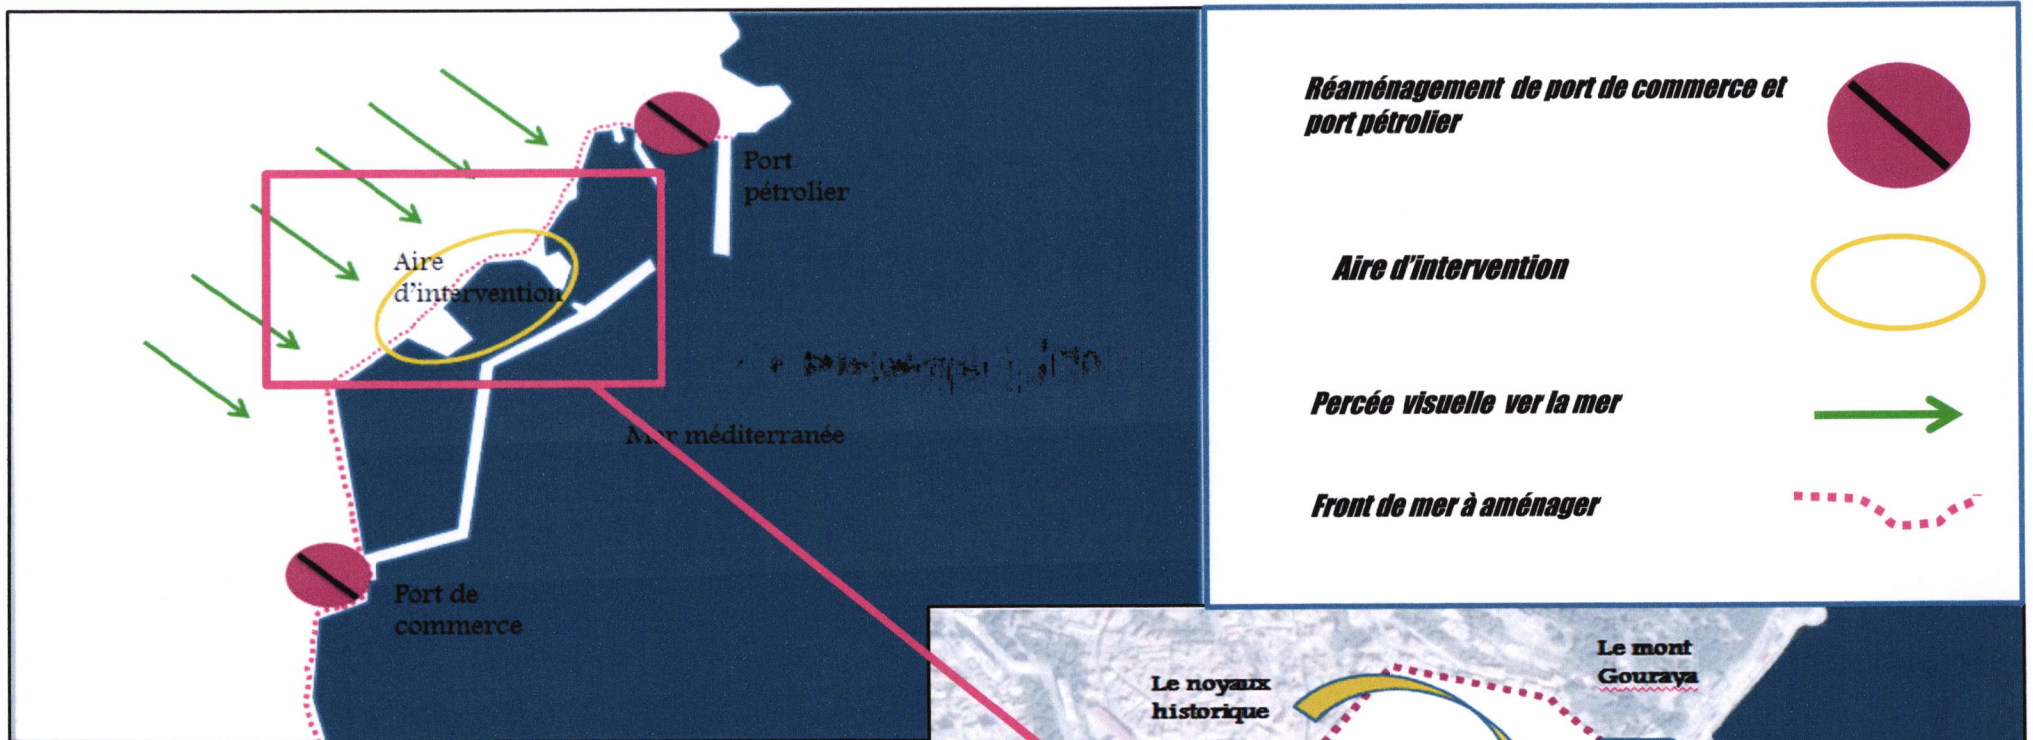 Port
pétrolier
Aire
d'intervention
Mer méditerranée
Port de
commerce
Réaménagement de port de commerce et
port pétrolier
Aire d'intervention
Percée visuelle ver la mer
Front de mer à aménager
Le noyaux
historique
Le mont
Gouraya